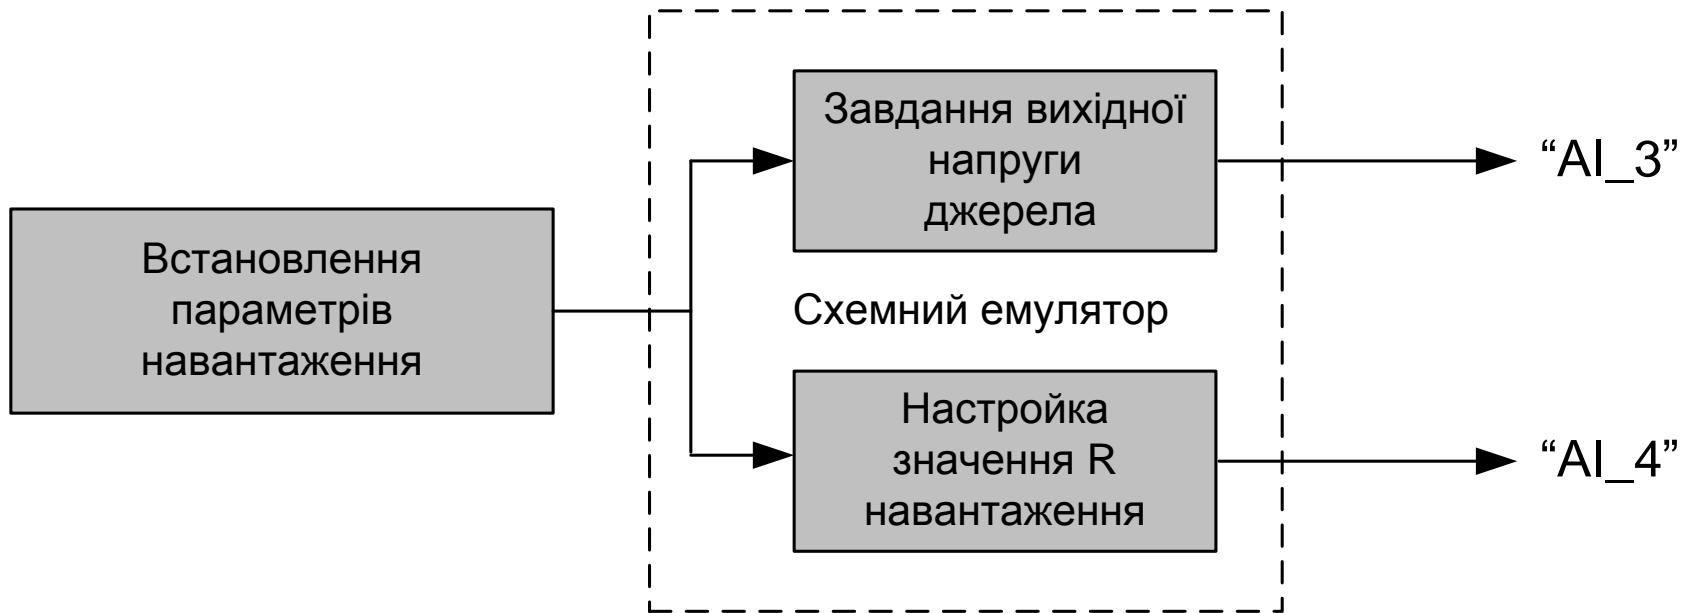 Встановлення
параметрів
навантаження
Завдання вихідної
напруги
джерела
“AI_3”
Схемний емулятор
Настройка
значення R
навантаження
“AI_4”